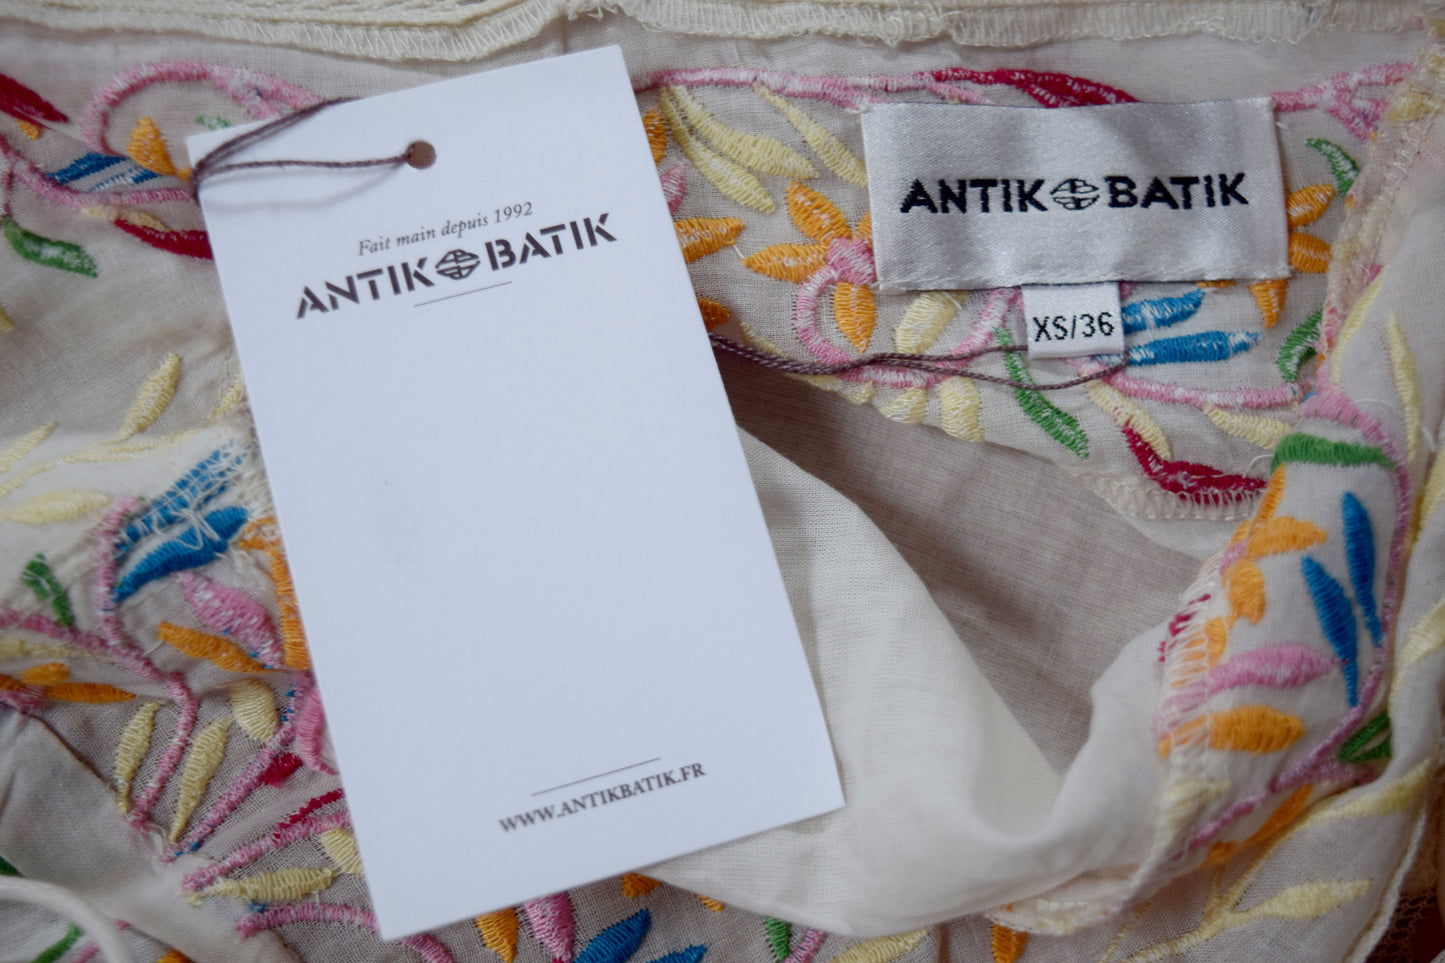 Fait main depuis 1992
ANTIK BATIK
WWW.ANTIKBATIK.FR
ANTIK BATIK
XS/36